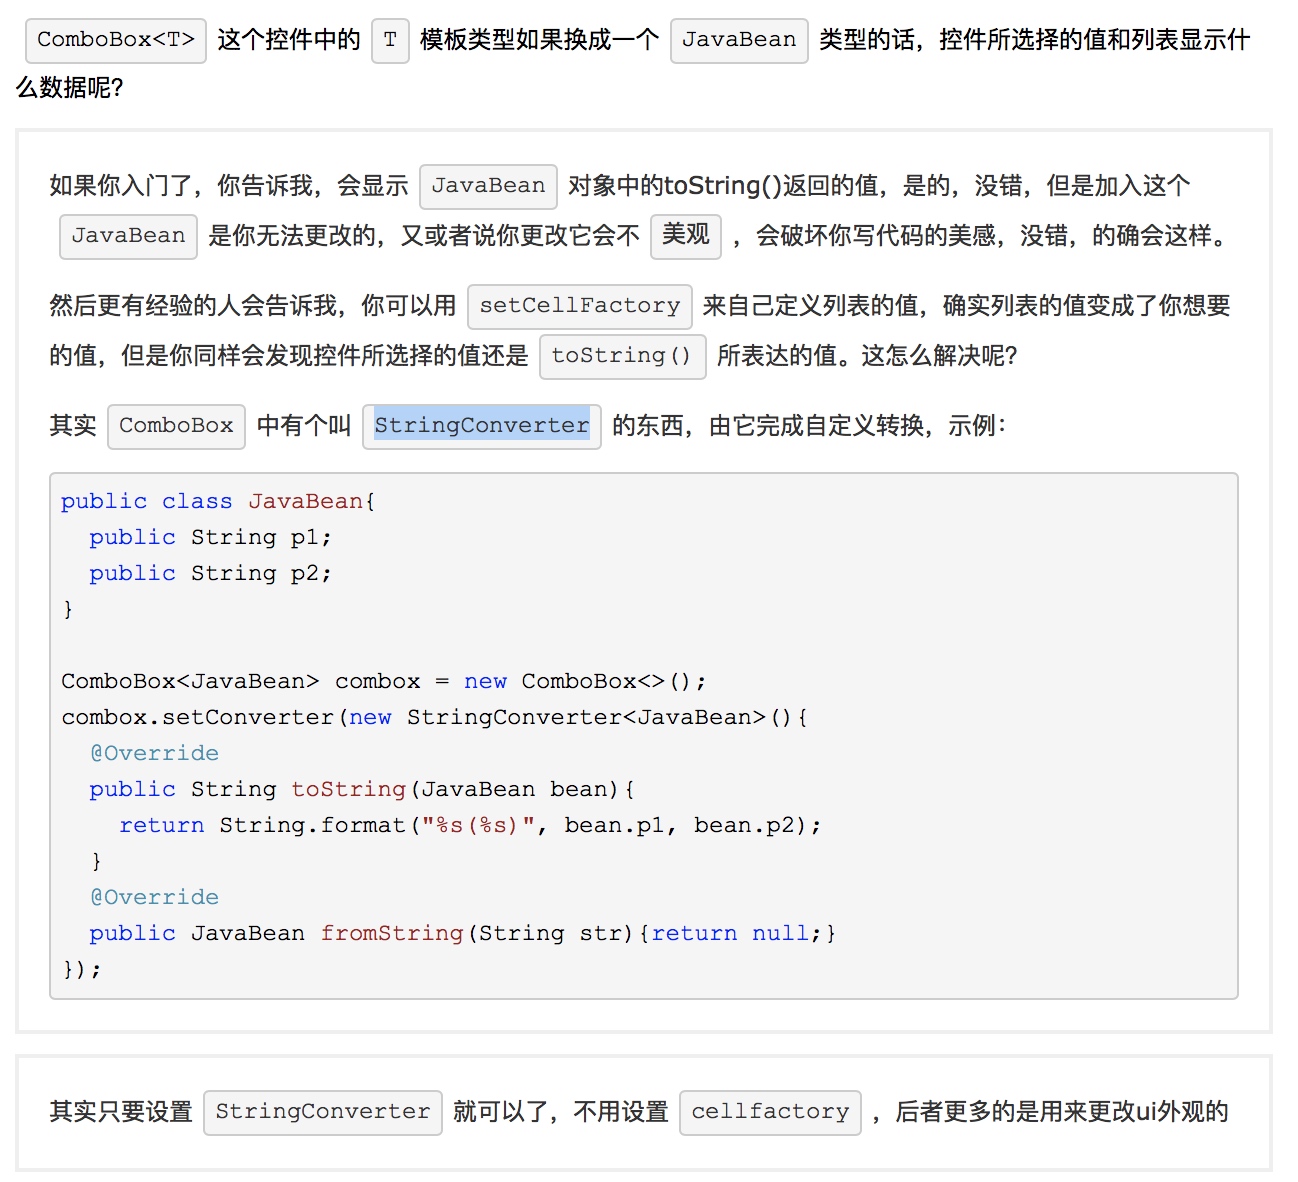 ComboBox<T> 这个控件中的 T 模板类型如果换成一个 JavaBean 类型的话，控件所选择的值和列表显示什
么数据呢？
如果你入门了，你告诉我，会显示 JavaBean 对象中的toString()返回的值，是的，没错，但是加入这个
JavaBean 是你无法更改的，又或者说你更改它会不 美观 ，会破坏你写代码的美感，没错，的确会这样。
然后更有经验的人会告诉我，你可以用 setCellFactory 来自己定义列表的值，确实列表的值变成了你想要
的值，但是你同样会发现控件所选择的值还是 toString() 所表达的值。这怎么解决呢？
其实 ComboBox 中有个叫 StringConverter 的东西，由它完成自定义转换，示例：
public class JavaBean{
  public String p1;
  public String p2;
}

ComboBox<JavaBean> combox = new ComboBox<>();
combox.setConverter(new StringConverter<JavaBean>(){
  @Override
  public String toString(JavaBean bean){
    return String.format("%s(%s)", bean.p1, bean.p2);
  }
  @Override
  public JavaBean fromString(String str){return null;}
});
其实只要设置 StringConverter 就可以了，不用设置 cellfactory ，后者更多的是用来更改ui外观的